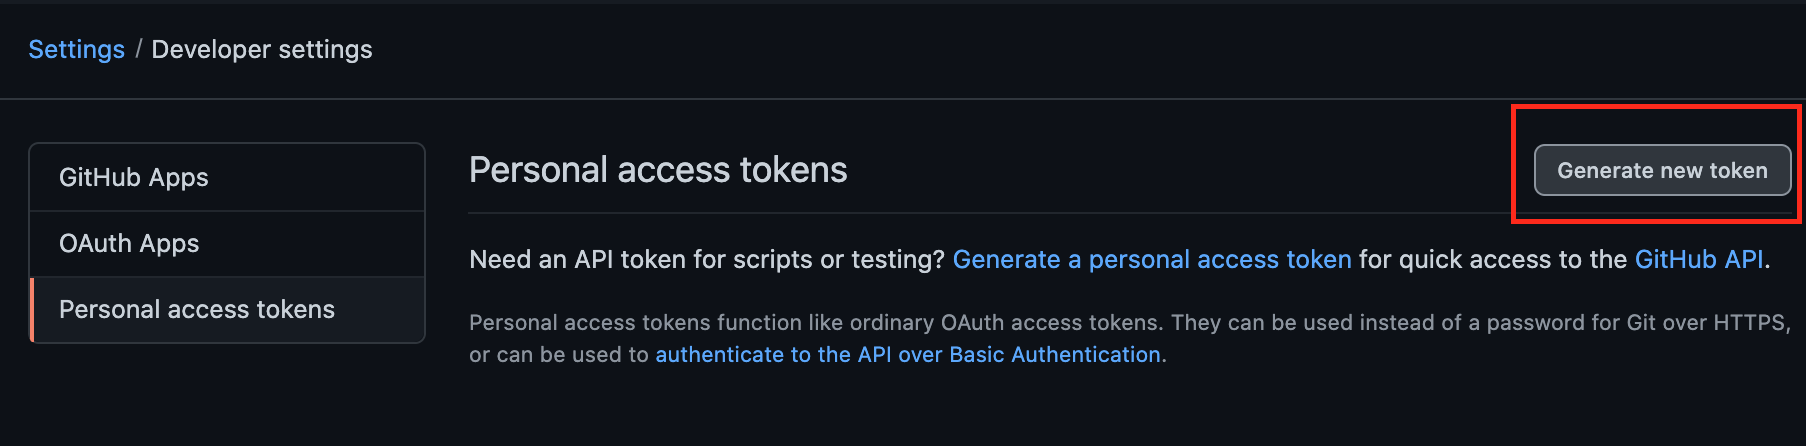 Settings / Developer settings
GitHub Apps
OAuth Apps
Personal access tokens
Personal access tokens
Generate new token
Need an API token for scripts or testing? Generate a personal access token for quick access to the GitHub API.
Personal access tokens function like ordinary OAuth access tokens. They can be used instead of a password for Git over HTTPS,
or can be used to authenticate to the API over Basic Authentication.